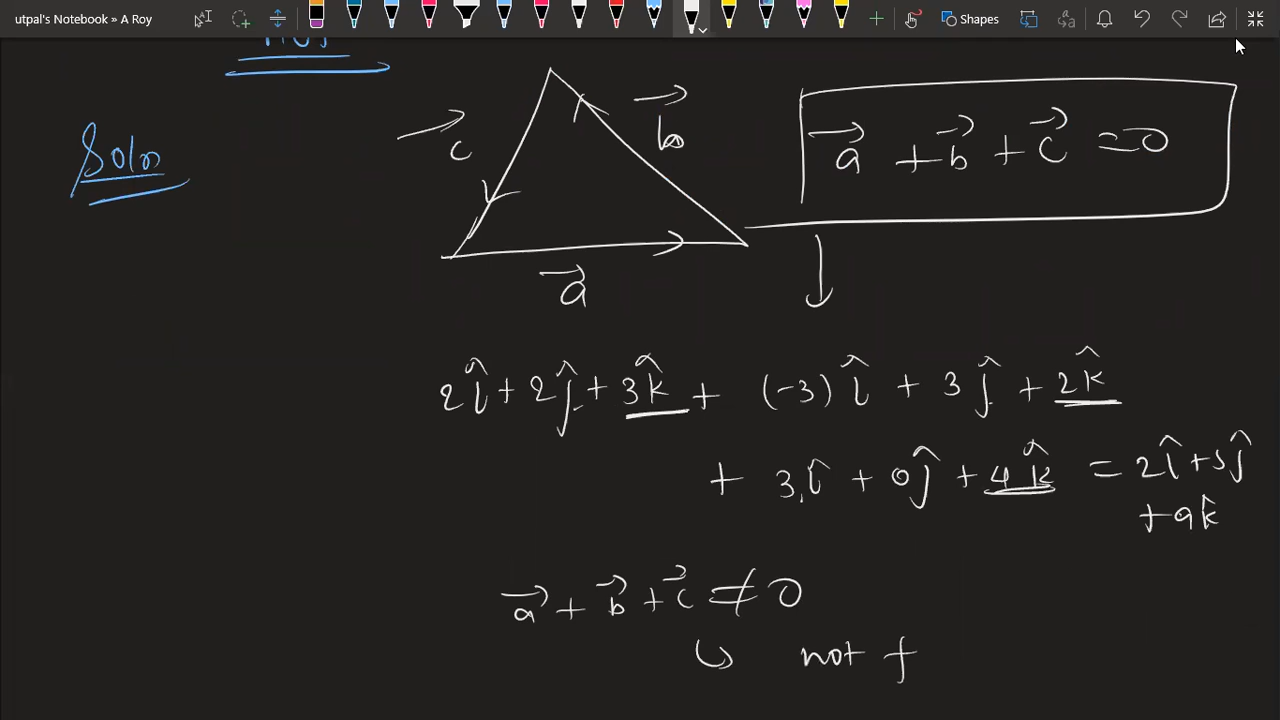 utpal's Notebook » A Roy
Shapes
Soln
→c
→b
→a
→a + →b + →c = 0
2î + 2ĵ + 3k̂ + (-3)î + 3ĵ + 2k̂
+ 3î + 0ĵ + 4k̂ = 2î + 5ĵ
+ 9k̂
→a + →b + →c ≠ 0
↳ not f